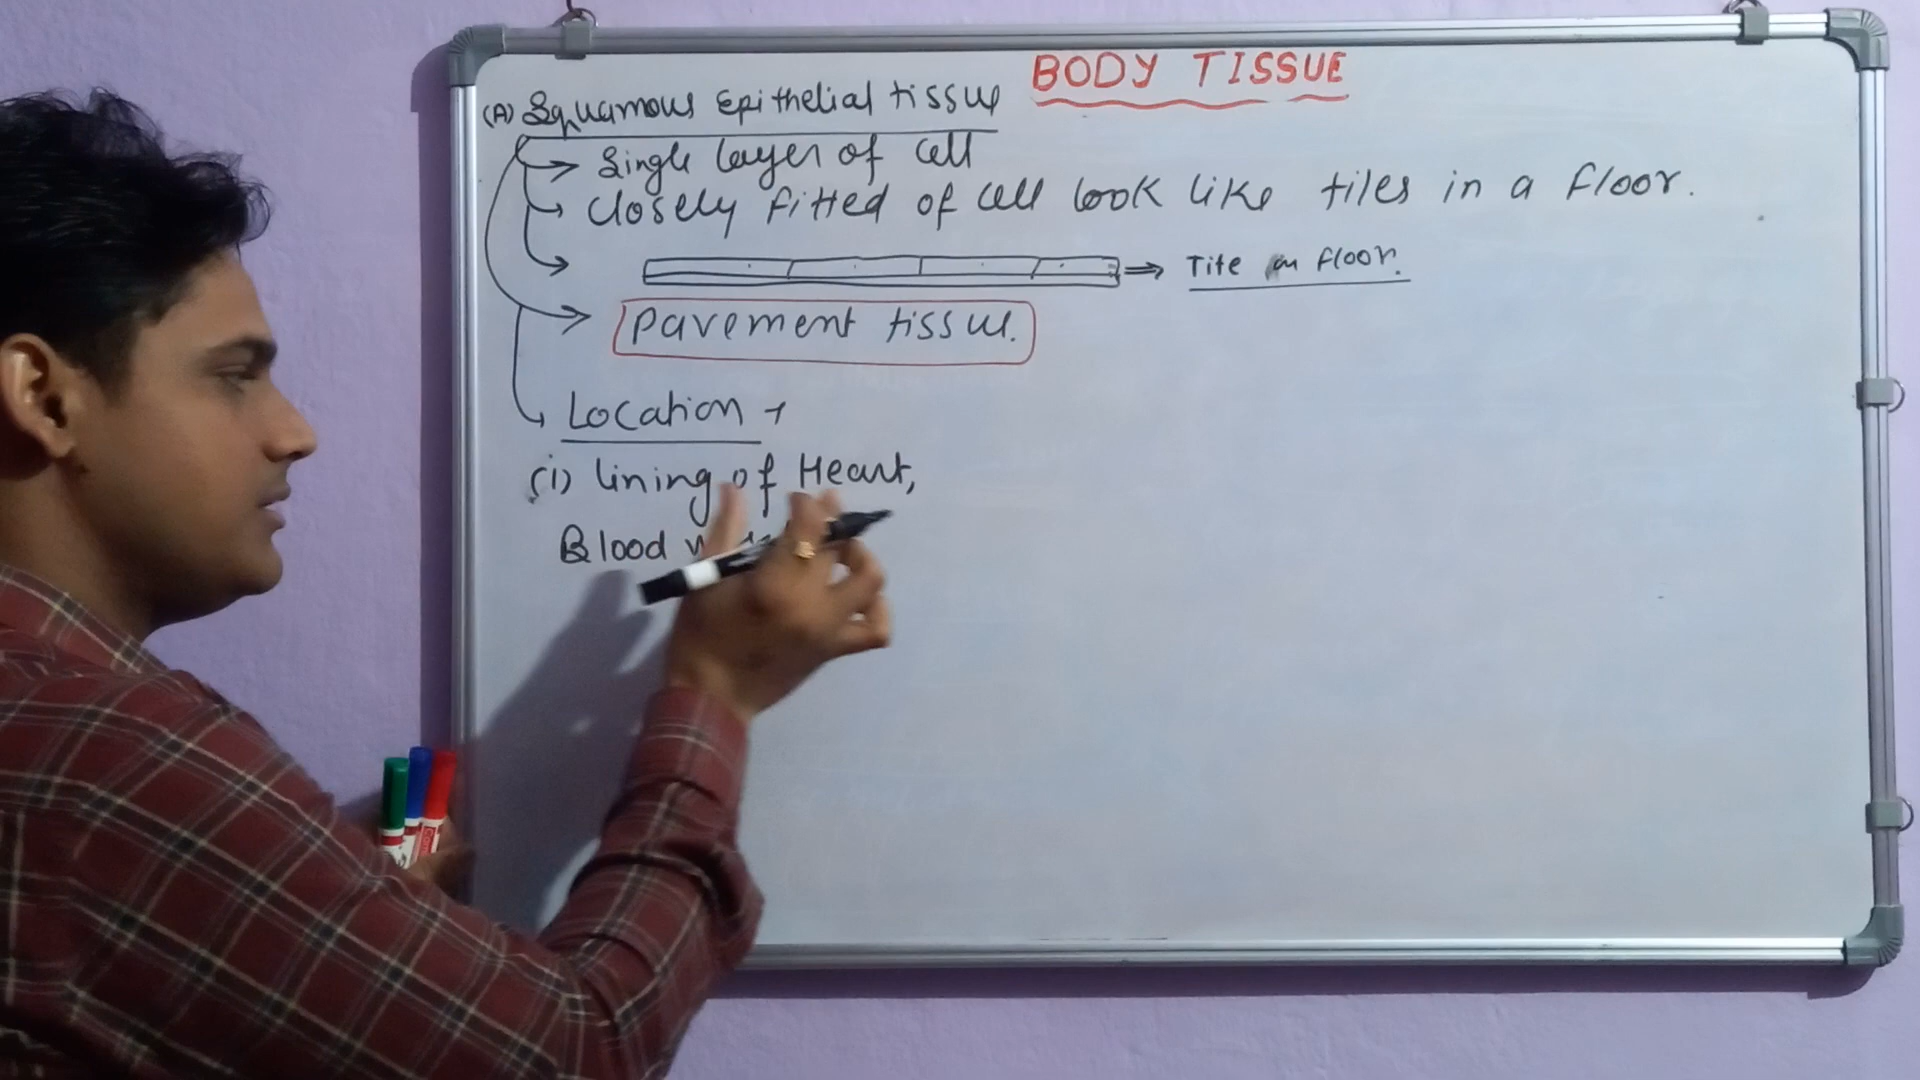 BODY TISSUE
(A) Squamous Epithelial tissue
Single layer of cell
Closely fitted of cell look like tiles in a floor.
Tile on floor.
Pavement tissue.
Location
(i) lining of Heart,
Blood